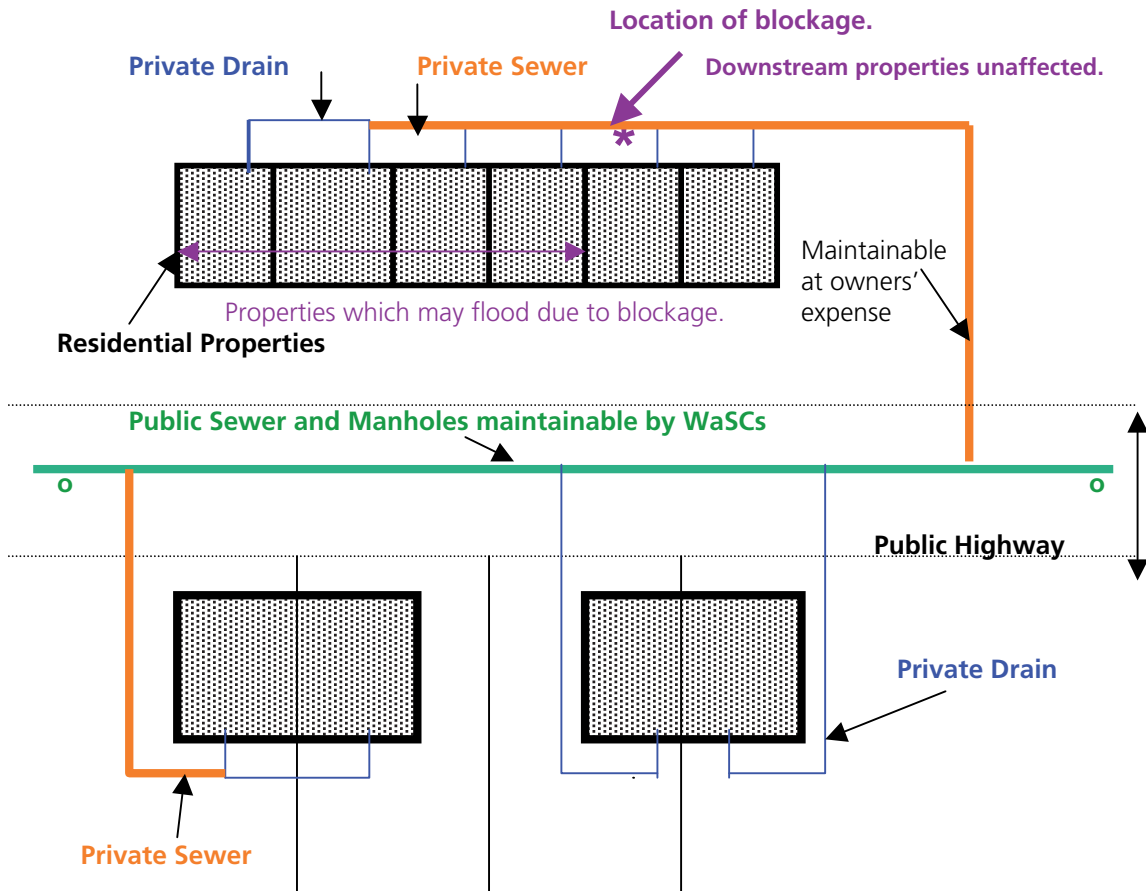 Location of blockage.
Private Drain
Private Sewer
Downstream properties unaffected.
*
Maintainable
at owners’
expense
Properties which may flood due to blockage.
Residential Properties
Public Sewer and Manholes maintainable by WaSCs
o
o
Public Highway
Private Drain
Private Sewer